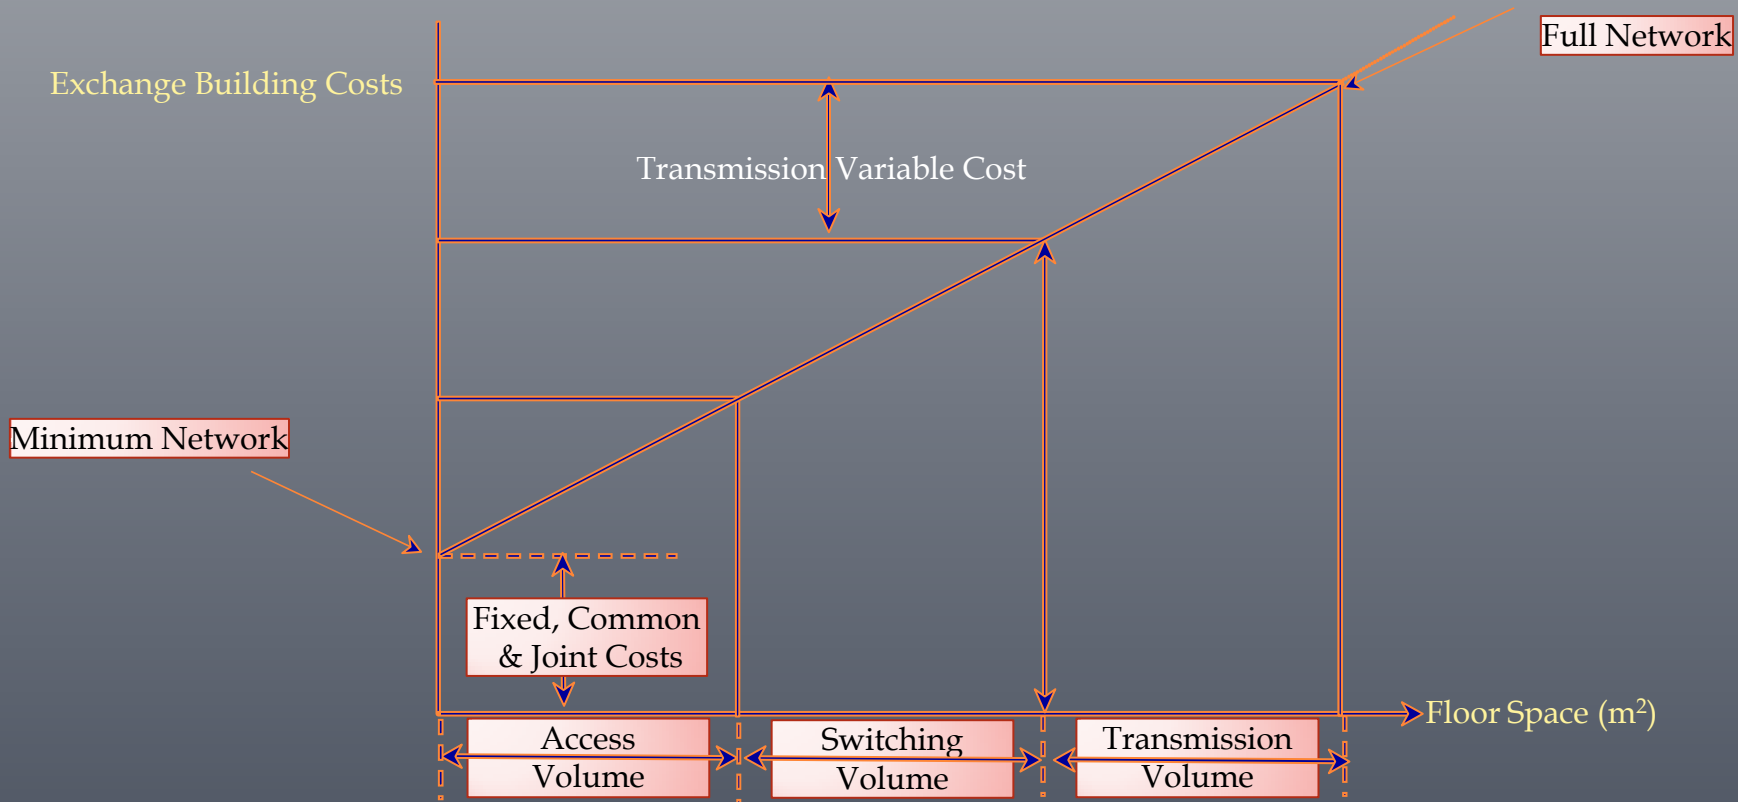 Full Network
Exchange Building Costs
Transmission Variable Cost
Minimum Network
Fixed, Common
& Joint Costs
Floor Space (m²)
Access
Volume
Switching
Volume
Transmission
Volume